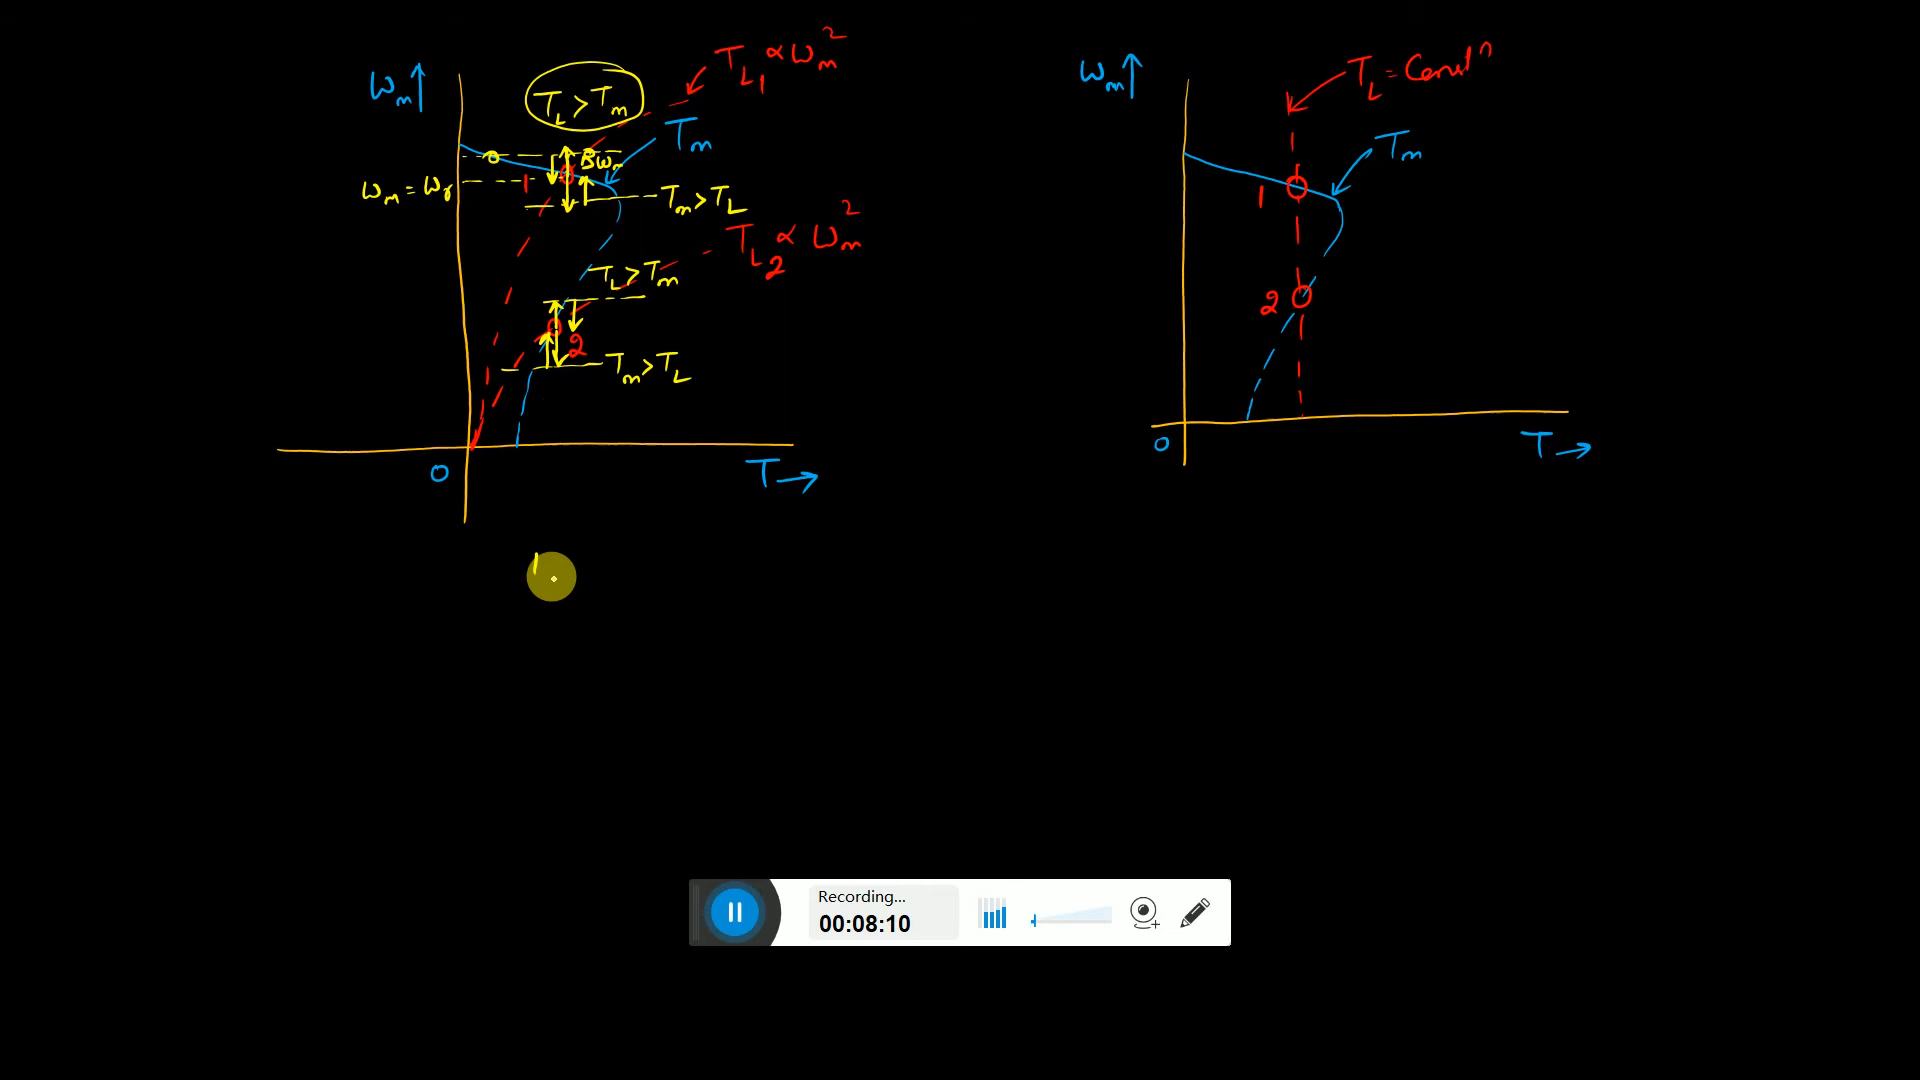 ωm↑
TL > Tm
TL1 ∝ ωm²
Tm
ωm = ωr
1
Tm > TL
TL2 ∝ ωm²
TL > Tm
2
Tm > TL
0
T→
ωm↑
TL = Const
Tm
1
2
0
T→
Recording...
00:08:10